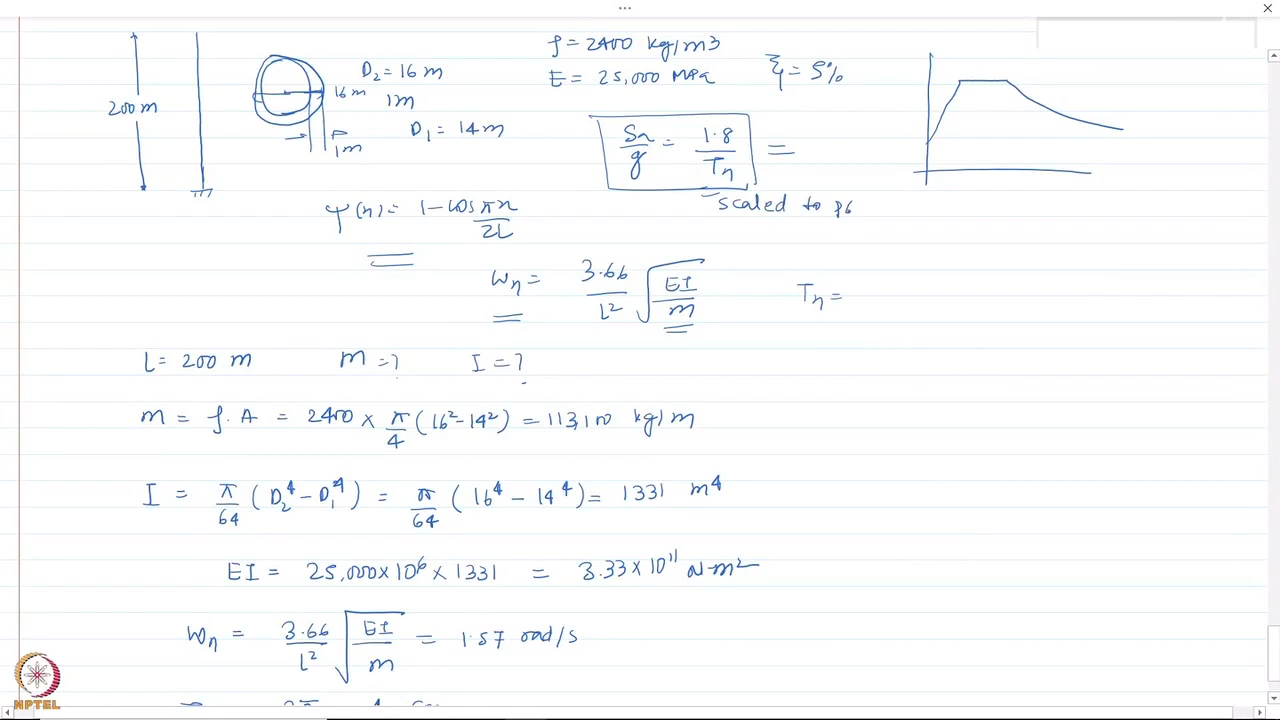 200 m
D₂ = 16 m
16 m
1m
D₁ = 14 m
1m
ρ = 2400 kg/m3
E = 25,000 MPa
ξ = 5%
Sa/g = 1.8/Tn =
scaled to
ψ(x) = 1 - cos πx/2L
ωn = 3.66/L² √(EI/m)
Tn =
L = 200 m m = ? I = ?
m = ρ.A = 2400 × π/4 (16² - 14²) = 113,100 kg/m
I = π/64 (D₂⁴ - D₁⁴) = π/64 (16⁴ - 14⁴) = 1331 m⁴
EI = 25,000 × 10⁶ × 1331 = 3.33 × 10¹¹ N-m²
ωn = 3.66/L² √(EI/m) = 1.57 rad/s
NPTEL